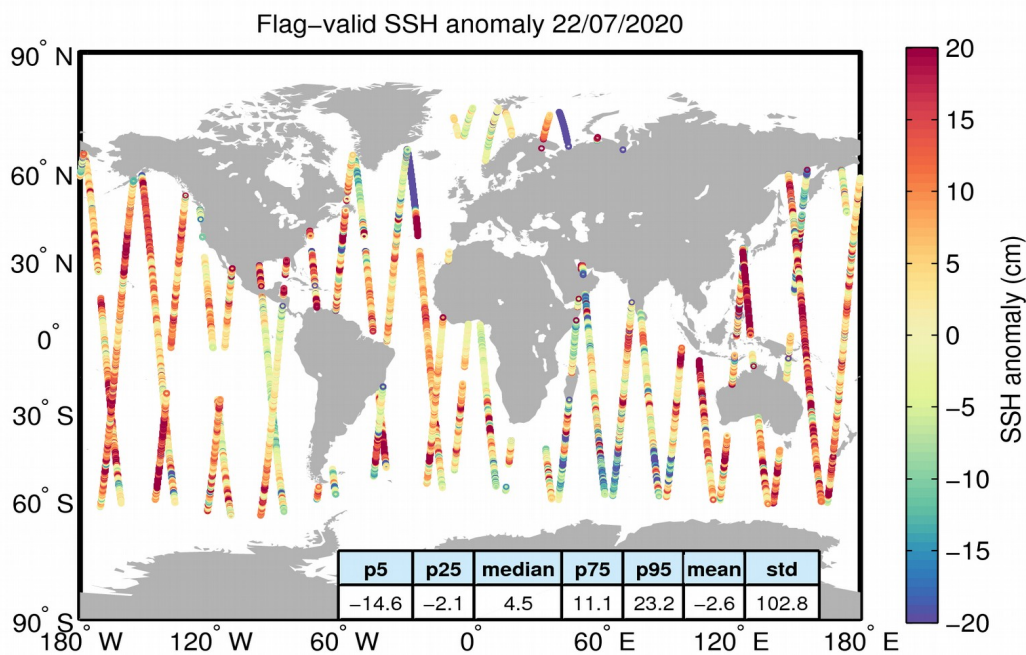 Flag−valid SSH anomaly 22/07/2020
90° N
60° N
30° N
0°
30° S
60° S
90° S
180° W 120° W 60° W 0° 60° E 120° E 180° E
p5 p25 median p75 p95 mean std
−14.6 −2.1 4.5 11.1 23.2 −2.6 102.8
20
15
10
5
0
−5
−10
−15
−20
SSH anomaly (cm)